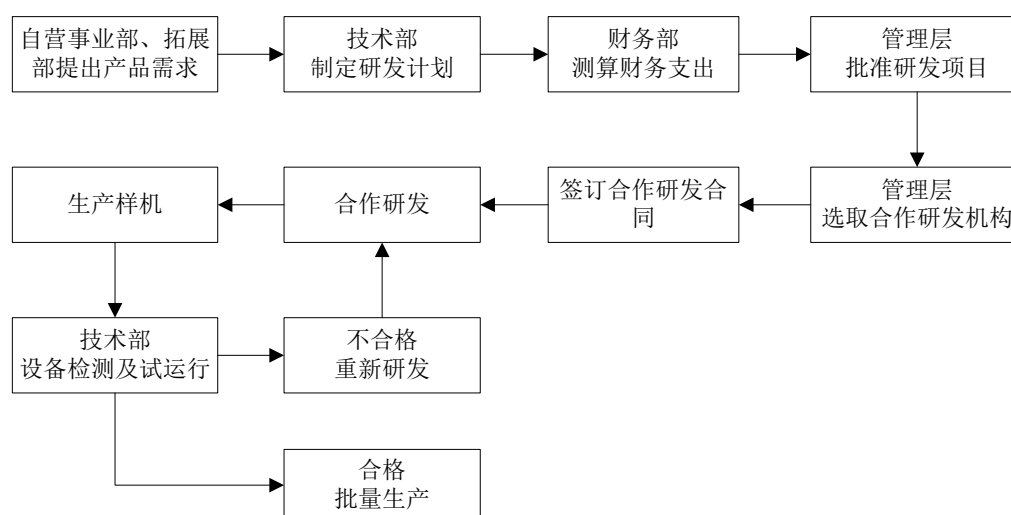 自营事业部、拓展
部提出产品需求
技术部
制定研发计划
财务部
测算财务支出
管理层
批准研发项目
生产样机
合作研发
签订合作研发合
同
管理层
选取合作研发机构
技术部
设备检测及试运行
不合格
重新研发
合格
批量生产